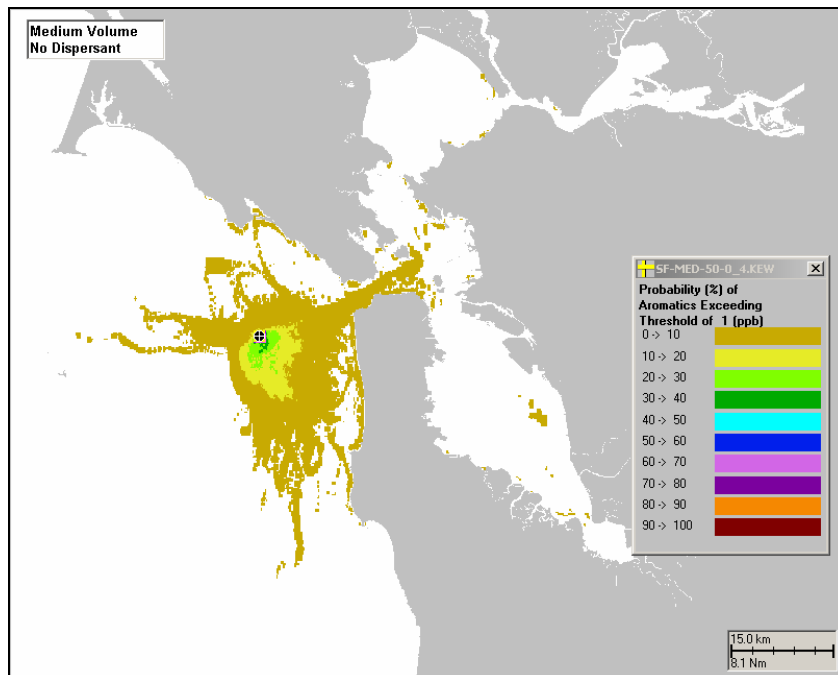 Medium Volume
No Dispersant
SF-MED-50-0_4.KEW
Probability (%) of
Aromatics Exceeding
Threshold of 1 (ppb)
0 -> 10
10 -> 20
20 -> 30
30 -> 40
40 -> 50
50 -> 60
60 -> 70
70 -> 80
80 -> 90
90 -> 100
15.0 km
8.1 Nm